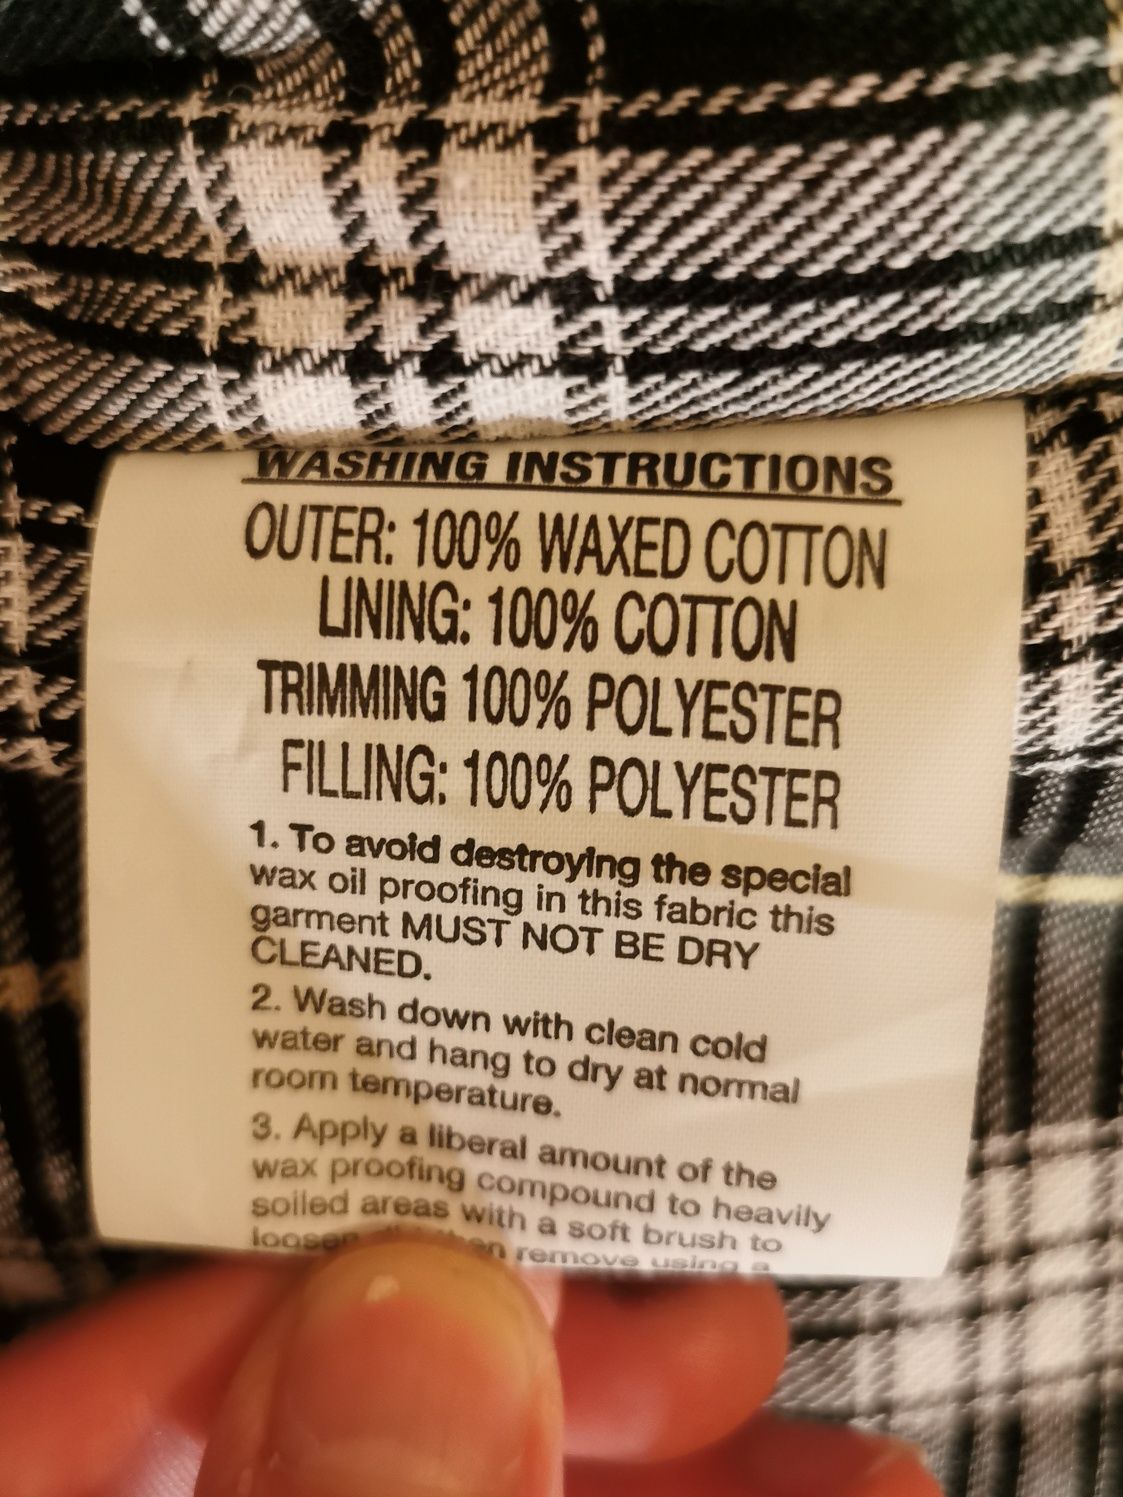 WASHING INSTRUCTIONS
OUTER: 100% WAXED COTTON
LINING: 100% COTTON
TRIMMING 100% POLYESTER
FILLING: 100% POLYESTER
1. To avoid destroying the special
wax oil proofing in this fabric this
garment MUST NOT BE DRY
CLEANED.
2. Wash down with clean cold
water and hang to dry at normal
room temperature.
3. Apply a liberal amount of the
wax proofing compound to heavily
soiled areas with a soft brush to
loosen remove using a